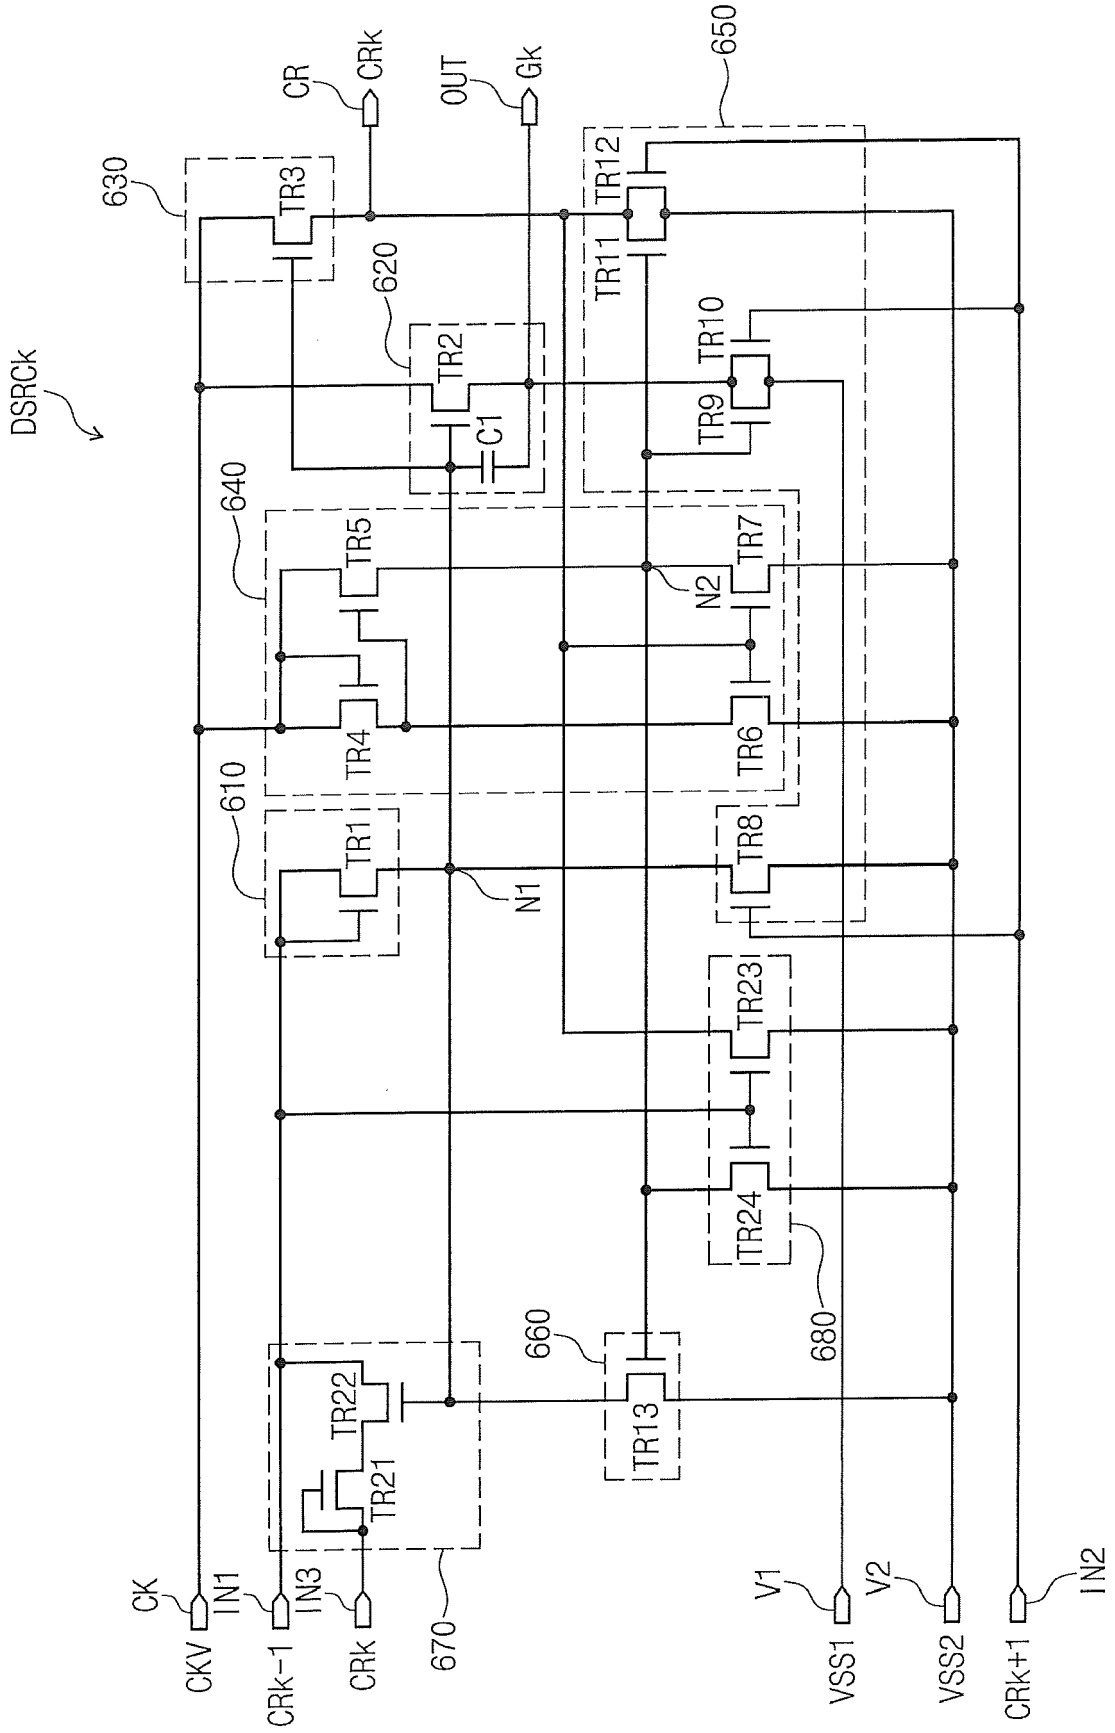 DSRCk
630
TR3
CR
CRk
620
TR2
C1
OUT
Gk
650
TR11
TR12
TR9
TR10
640
TR5
TR4
N2
TR7
TR6
610
TR1
N1
TR8
TR23
TR24
680
660
TR13
TR22
TR21
670
CK
CKV
IN1
CRk-1
IN3
CRk
V1
VSS1
V2
VSS2
CRk+1
IN2